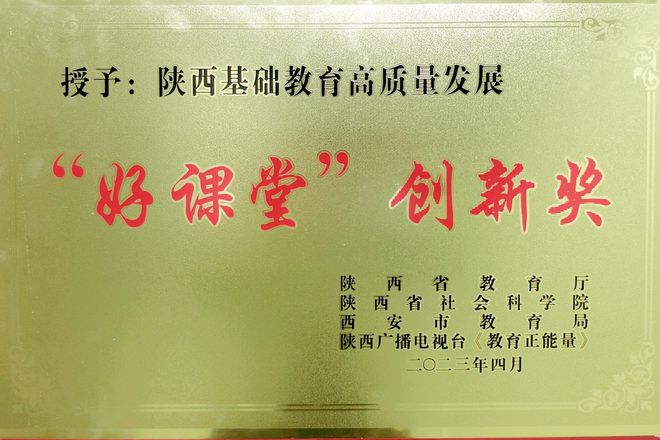 授予：陕西基础教育高质量发展
“好课堂”创新奖
陕西省教育厅
陕西省社会科学院
西安市教育局
陕西广播电视台《教育正能量》
二〇二三年四月